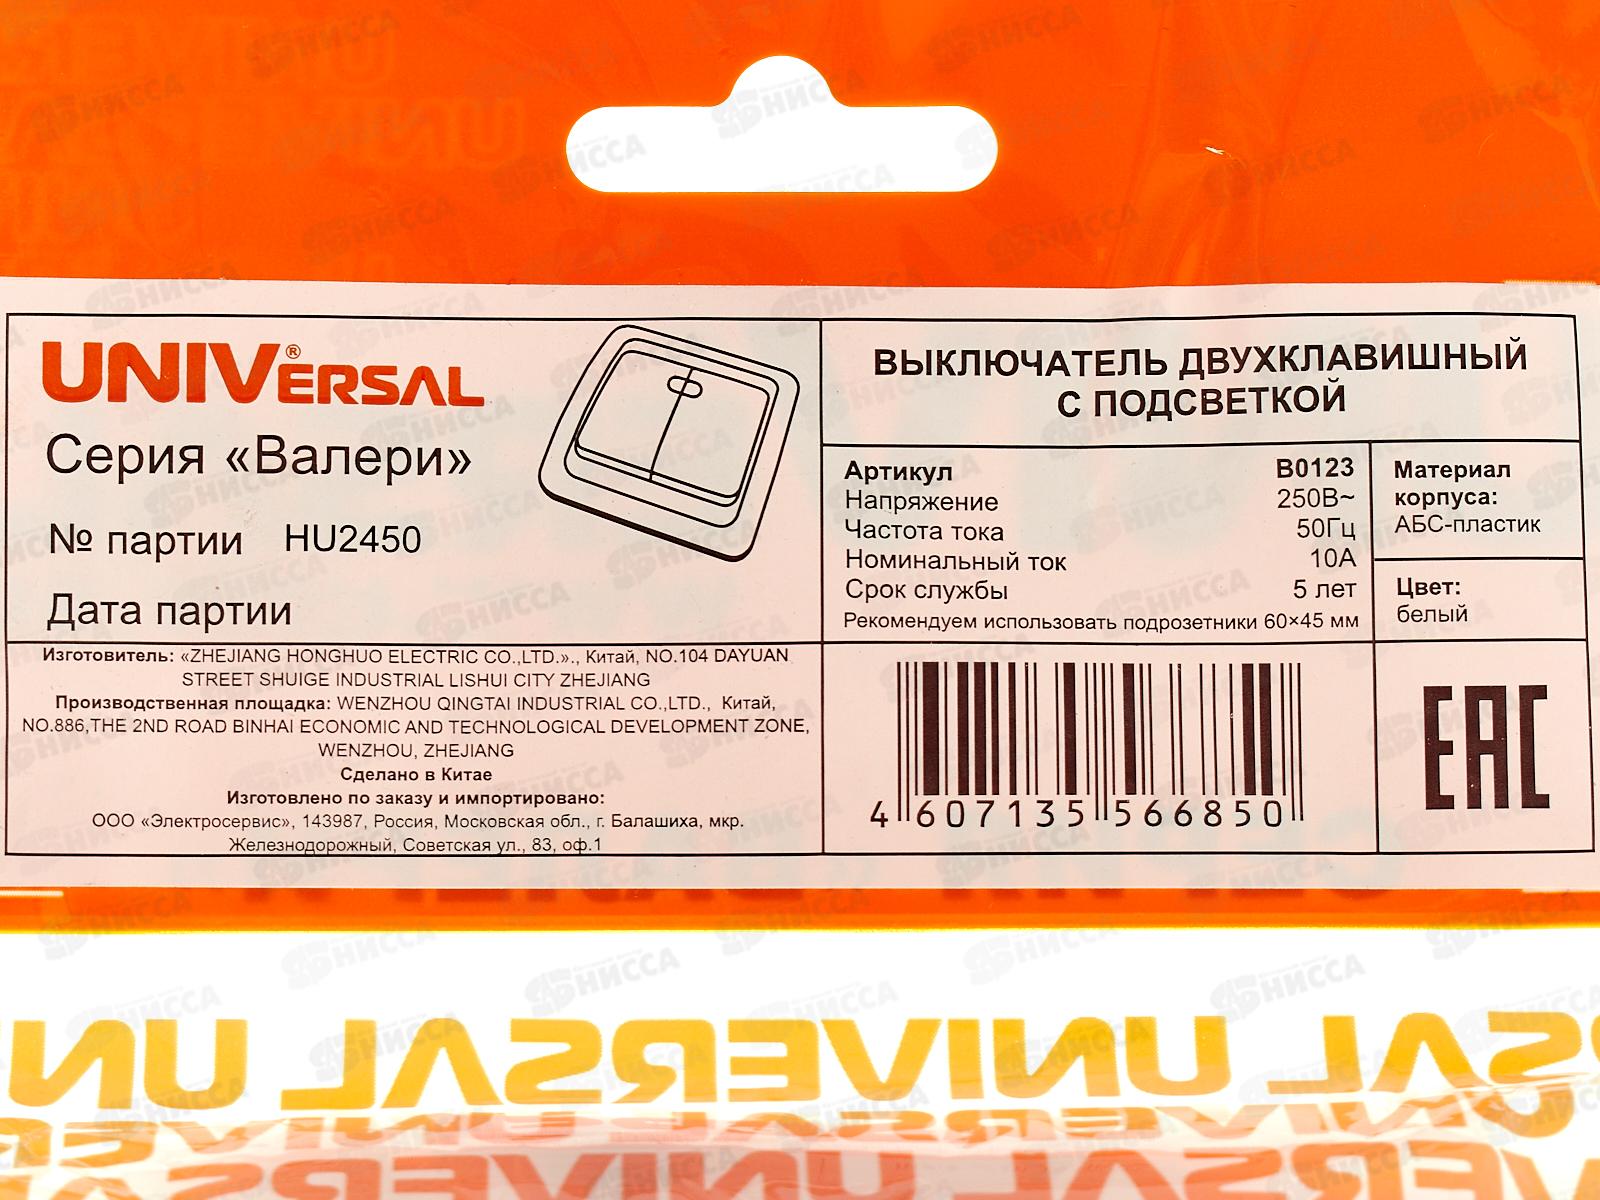 UNIVERSAL®
Серия «Валери»
№ партии HU2450
Дата партии
ВЫКЛЮЧАТЕЛЬ ДВУХКЛАВИШНЫЙ
С ПОДСВЕТКОЙ
Артикул В0123
Напряжение 250В~
Частота тока 50Гц
Номинальный ток 10А
Срок службы 5 лет
Рекомендуем использовать подрозетники 60×45 мм
Материал
корпуса:
АБС-пластик
Цвет:
белый
Изготовитель: «ZHEJIANG HONGHUO ELECTRIC CO.,LTD.»., Китай, NO.104 DAYUAN
STREET SHUIGE INDUSTRIAL LISHUI CITY ZHEJIANG
Производственная площадка: WENZHOU QINGTAI INDUSTRIAL CO.,LTD., Китай,
NO.886,THE 2ND ROAD BINHAI ECONOMIC AND TECHNOLOGICAL DEVELOPMENT ZONE,
WENZHOU, ZHEJIANG
Сделано в Китае
Изготовлено по заказу и импортировано:
ООО «Электросервис», 143987, Россия, Московская обл., г. Балашиха, мкр.
Железнодорожный, Советская ул., 83, оф.1
4 607135 566850
EAC
UNIVERSAL UNIVERSAL